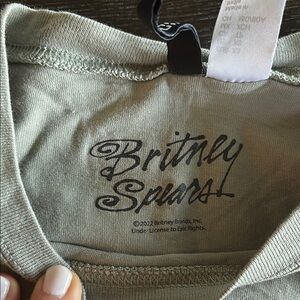 Britney
Spears
©2022 Britney Brands, Inc.
Under License to Epic Rights.